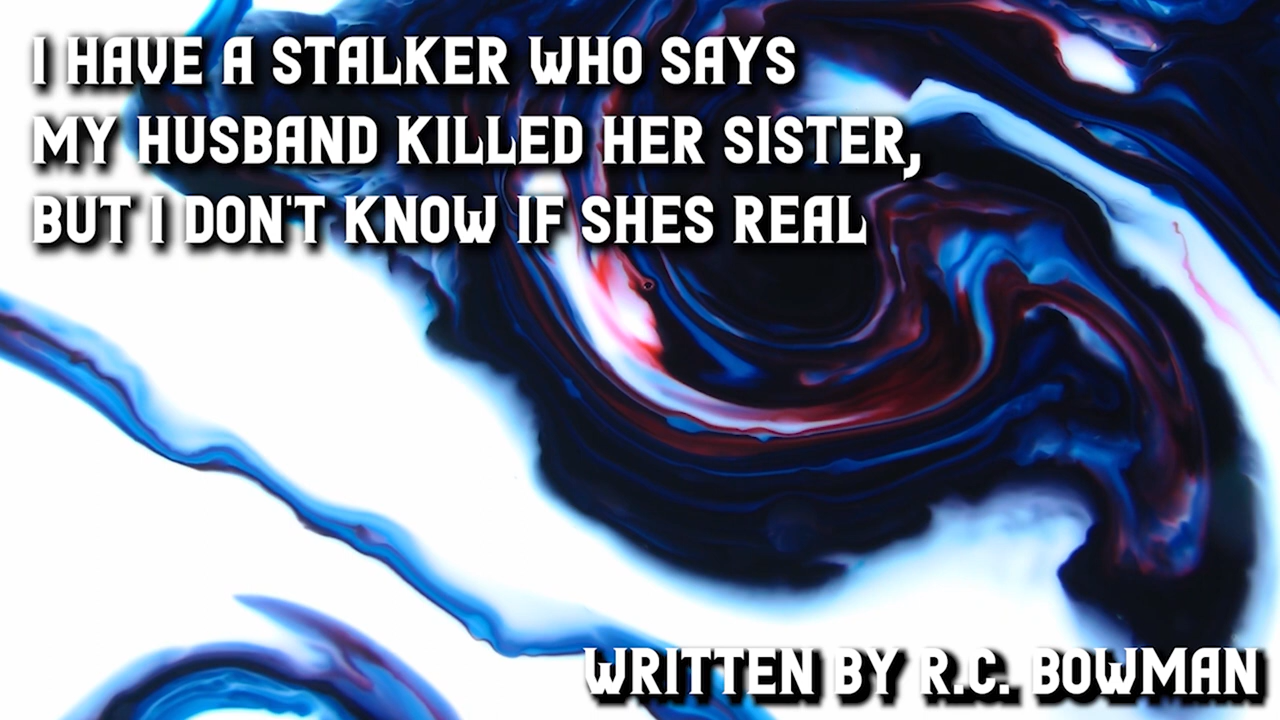 I HAVE A STALKER WHO SAYS
MY HUSBAND KILLED HER SISTER,
BUT I DON'T KNOW IF SHES REAL
WRITTEN BY R.C. BOWMAN